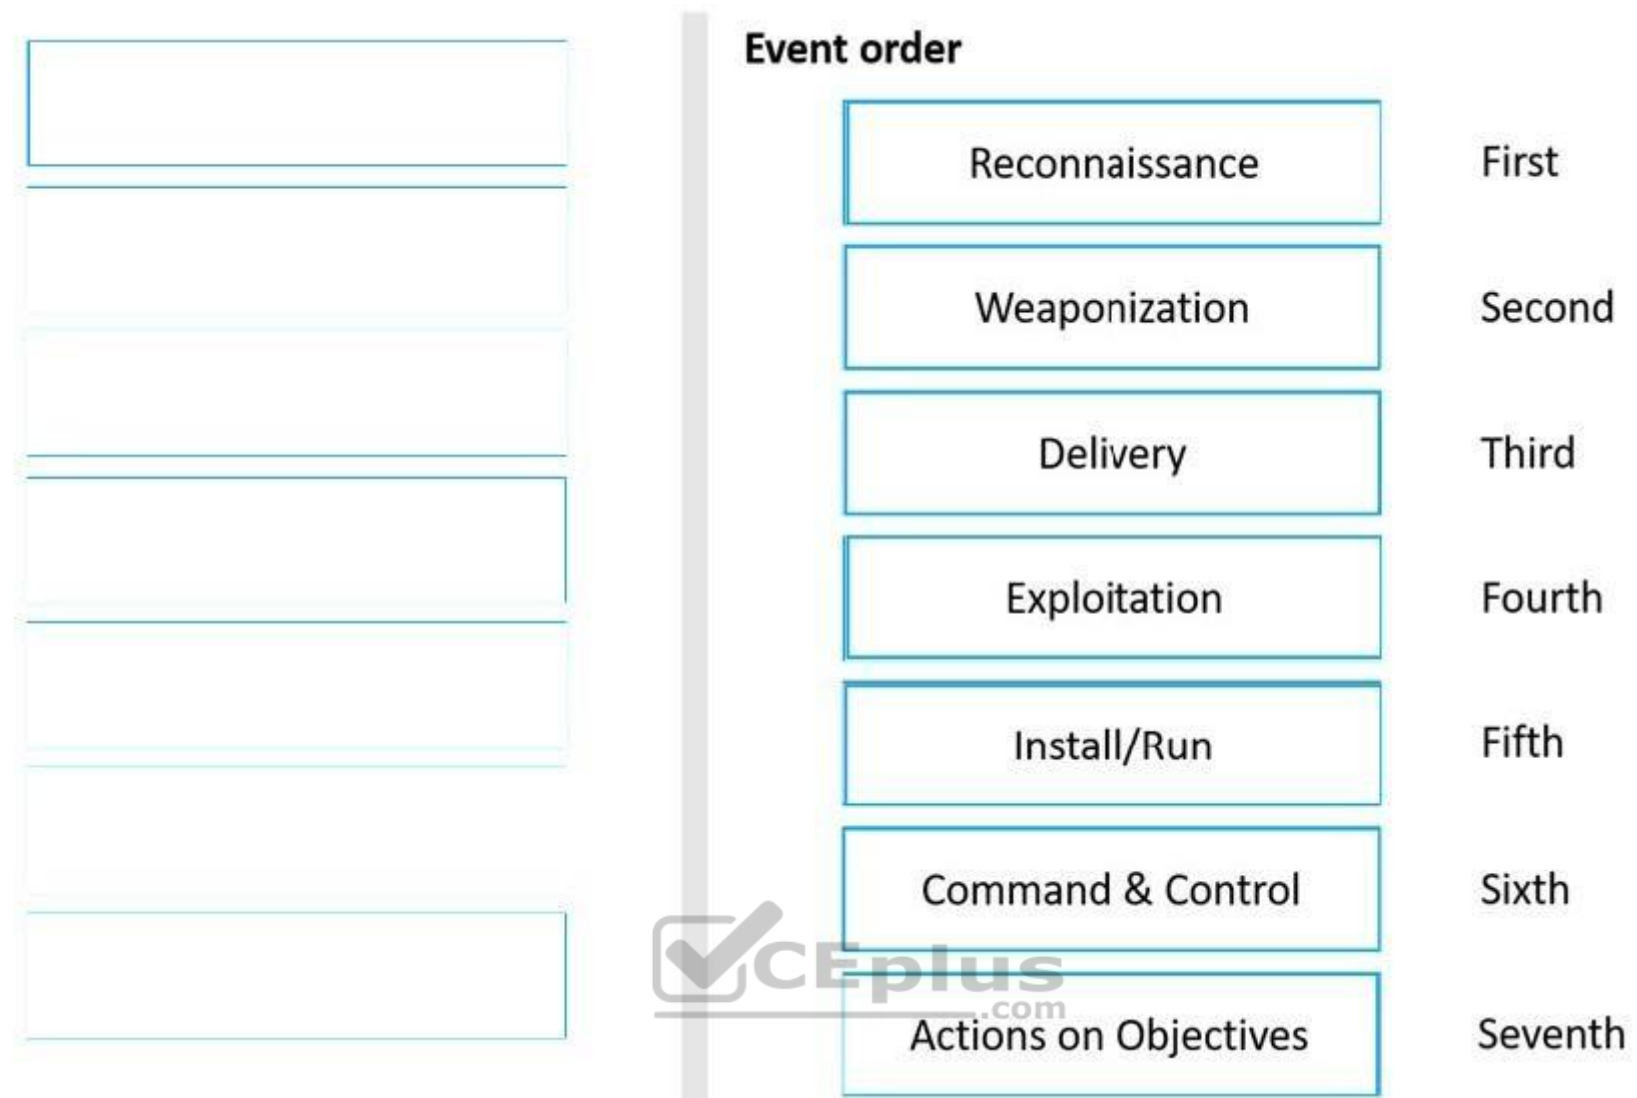 Event order
Reconnaissance First
Weaponization Second
Delivery Third
Exploitation Fourth
Install/Run Fifth
Command & Control Sixth
CEplus
.com
Actions on Objectives Seventh